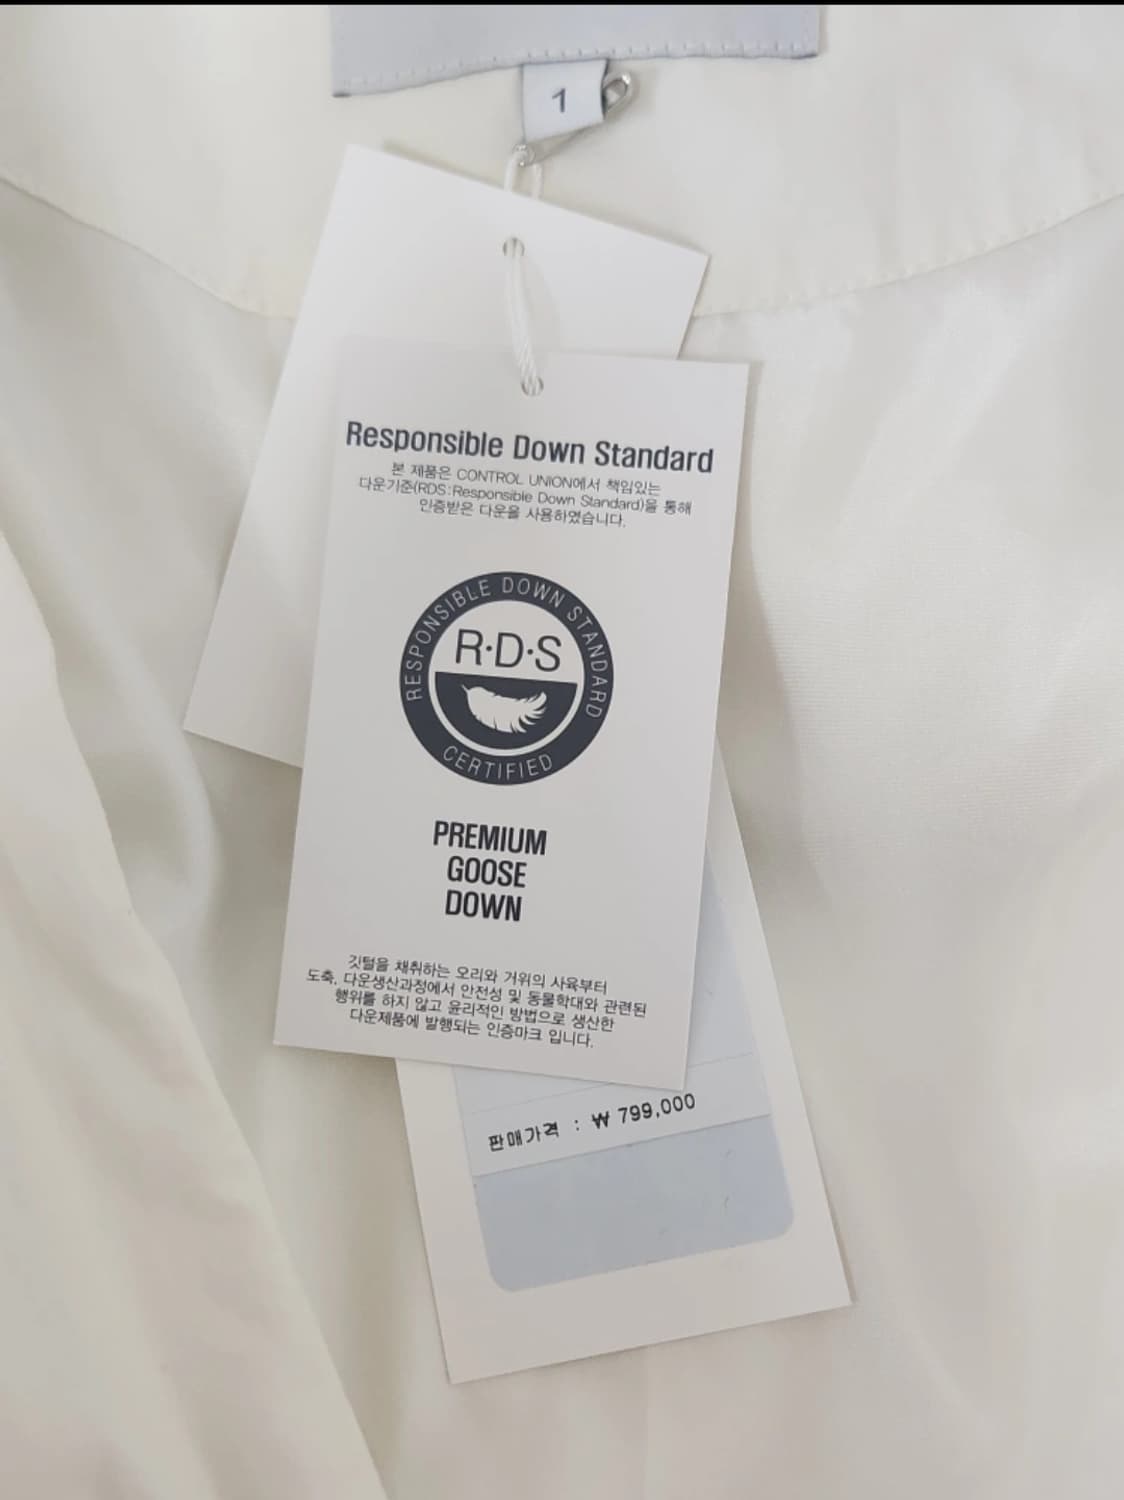 1
Responsible Down Standard
본 제품은 CONTROL UNION에서 책임있는
다운기준(RDS:Responsible Down Standard)을 통해
인증받은 다운을 사용하였습니다.
RESPONSIBLE DOWN STANDARD
R·D·S
CERTIFIED
PREMIUM
GOOSE
DOWN
깃털을 채취하는 오리와 거위의 사육부터
도축, 다운생산과정에서 안전성 및 동물학대와 관련된
행위를 하지 않고 윤리적인 방법으로 생산한
다운제품에 발행되는 인증마크 입니다.
판매가격 : ₩ 799,000